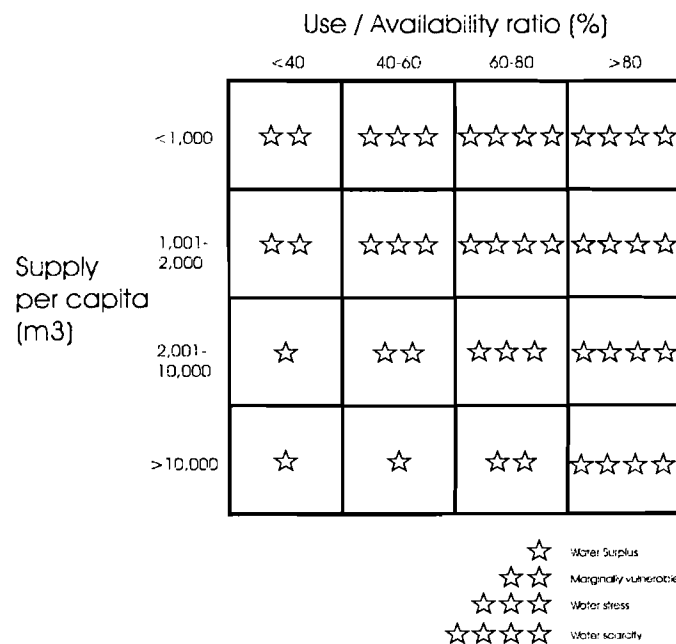 Use / Availability ratio (%)
<40 40-60 60-80 >80
<1,000
1,001-
2,000
Supply
per capita
(m3)
2,001-
10,000
>10,000
Water Surplus
Marginally vulnerable
Water stress
Water scarcity